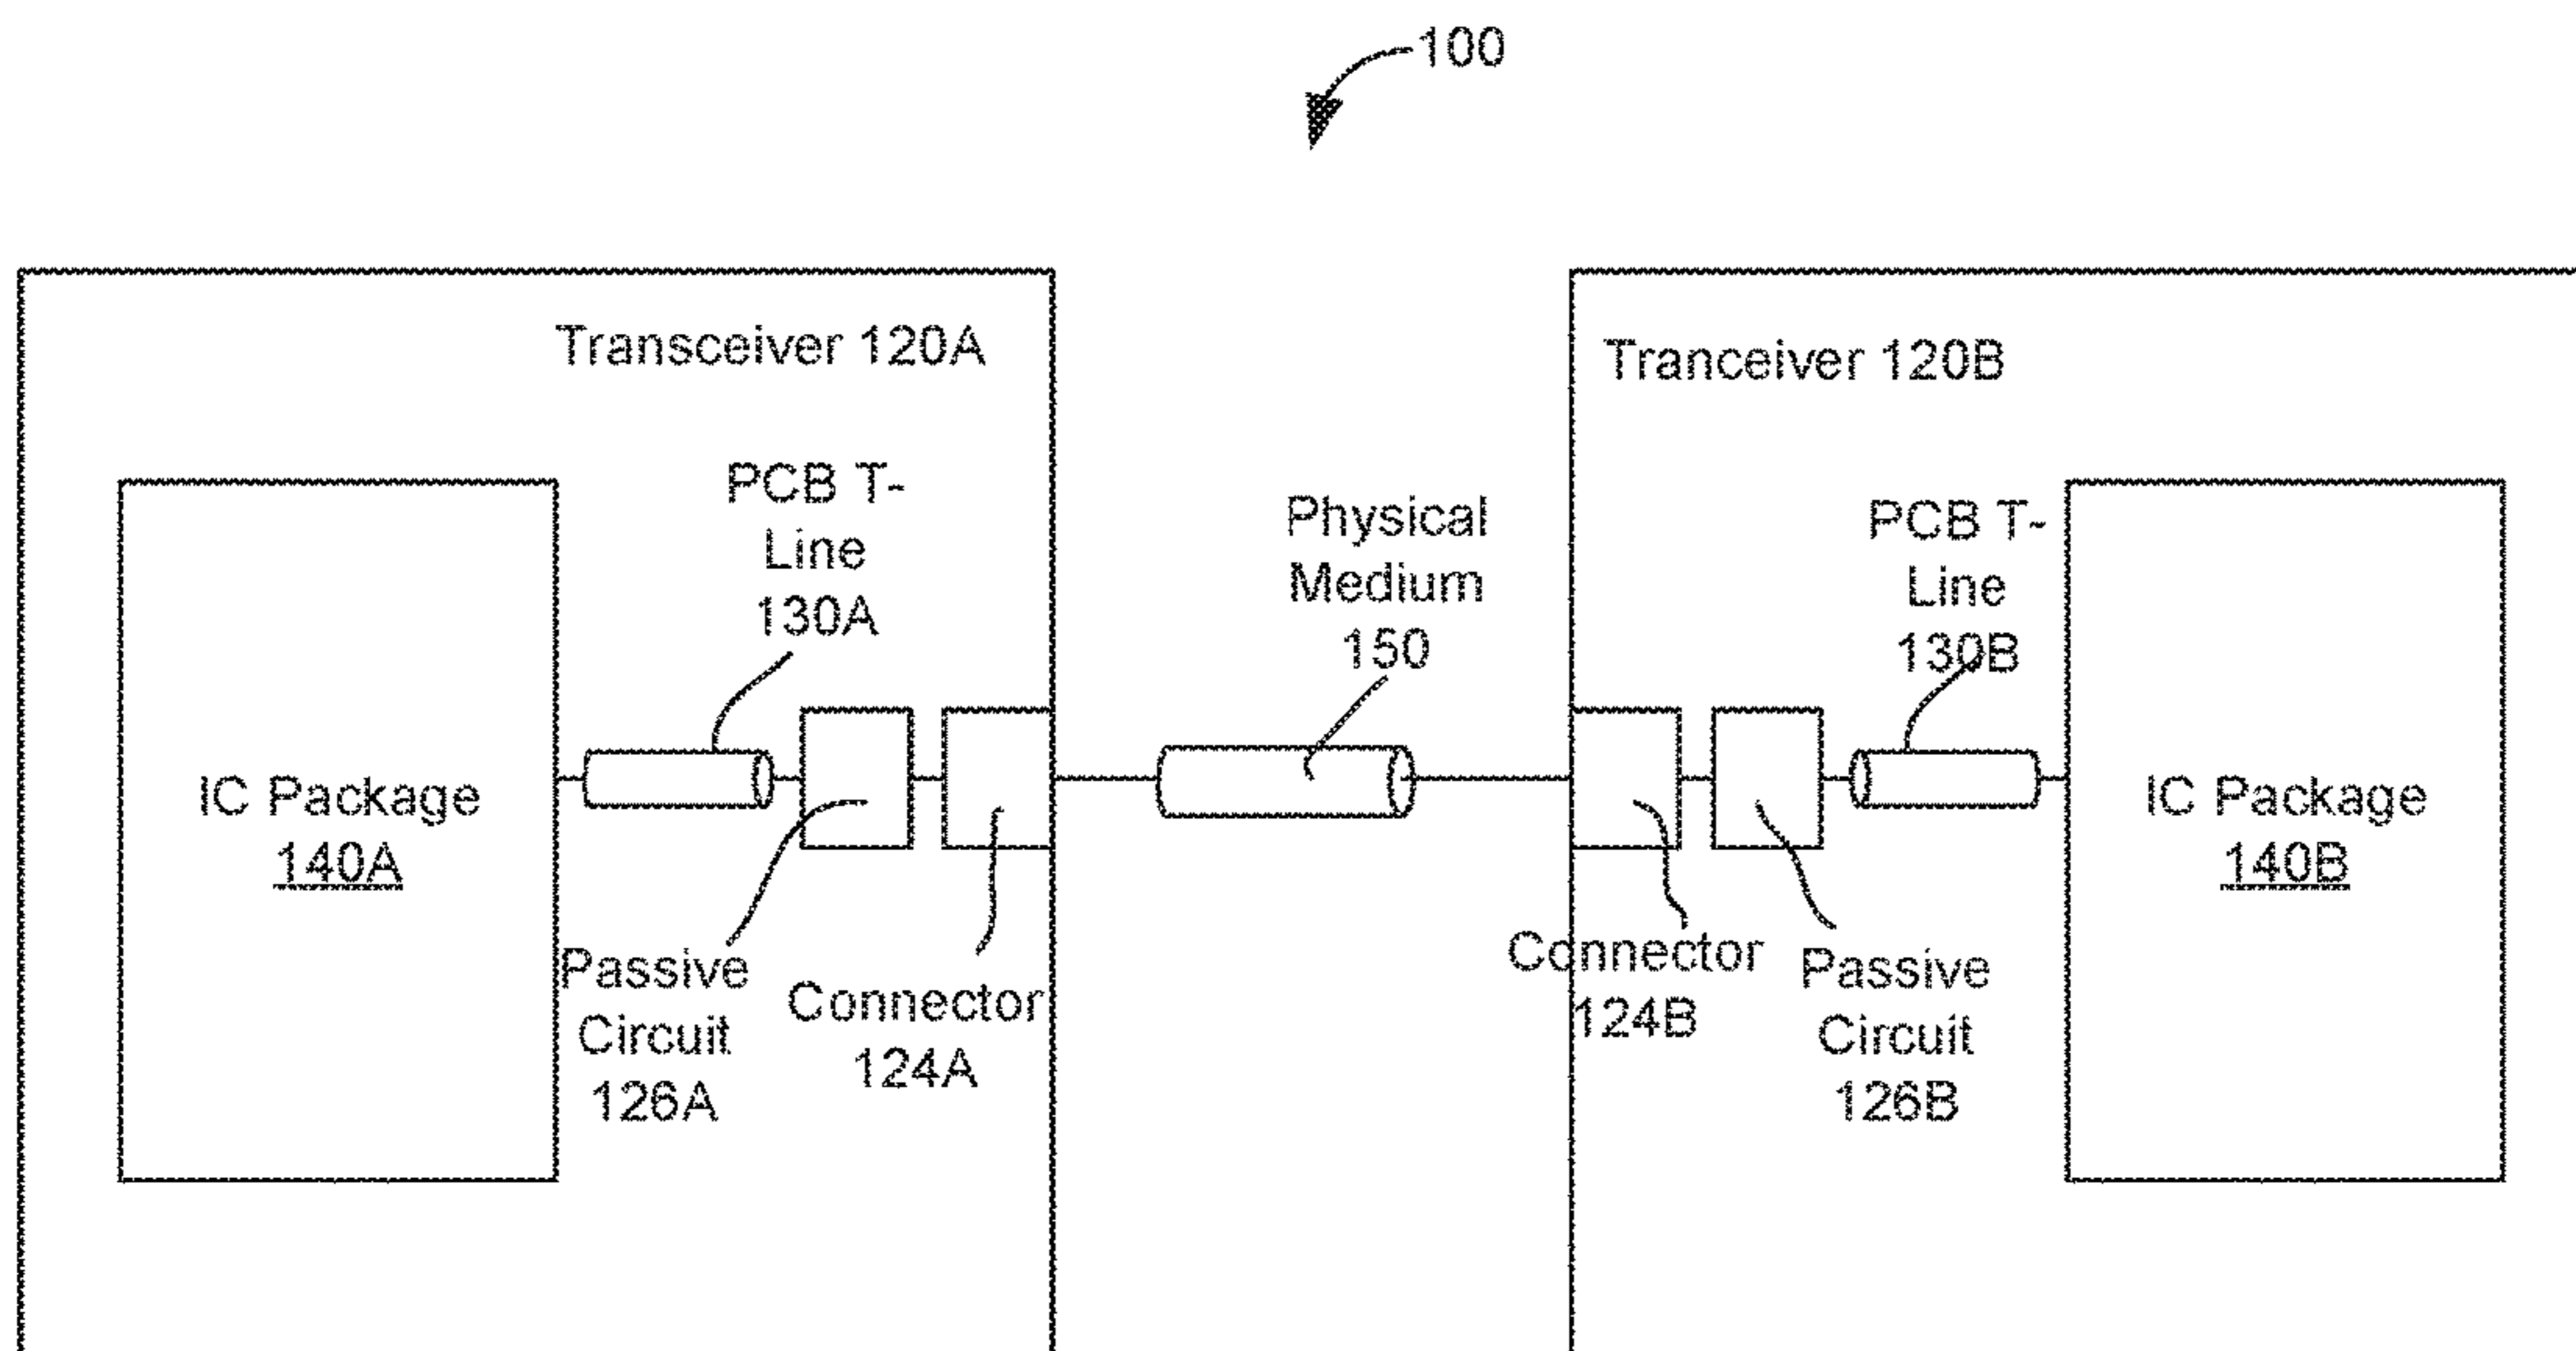 100
Transceiver 120A
Tranceiver 120B
PCB T-
Line
130A
Physical
Medium
150
PCB T-
Line
130B
IC Package
140A
IC Package
140B
Passive
Circuit
126A
Connector
124A
Connector
124B
Passive
Circuit
126B